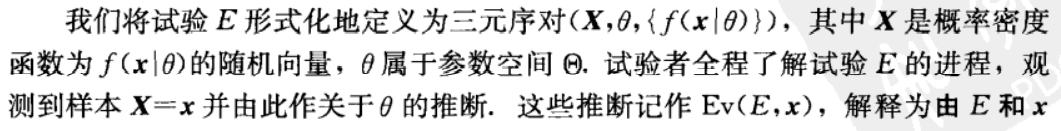 我们将试验 E 形式化地定义为三元序对(X,θ,{f(x|θ)})，其中 X 是概率密度
函数为 f(x|θ)的随机向量，θ 属于参数空间 Θ. 试验者全程了解试验 E 的进程，观
测到样本 X=x 并由此作关于 θ 的推断. 这些推断记作 Ev(E,x)，解释为由 E 和 x